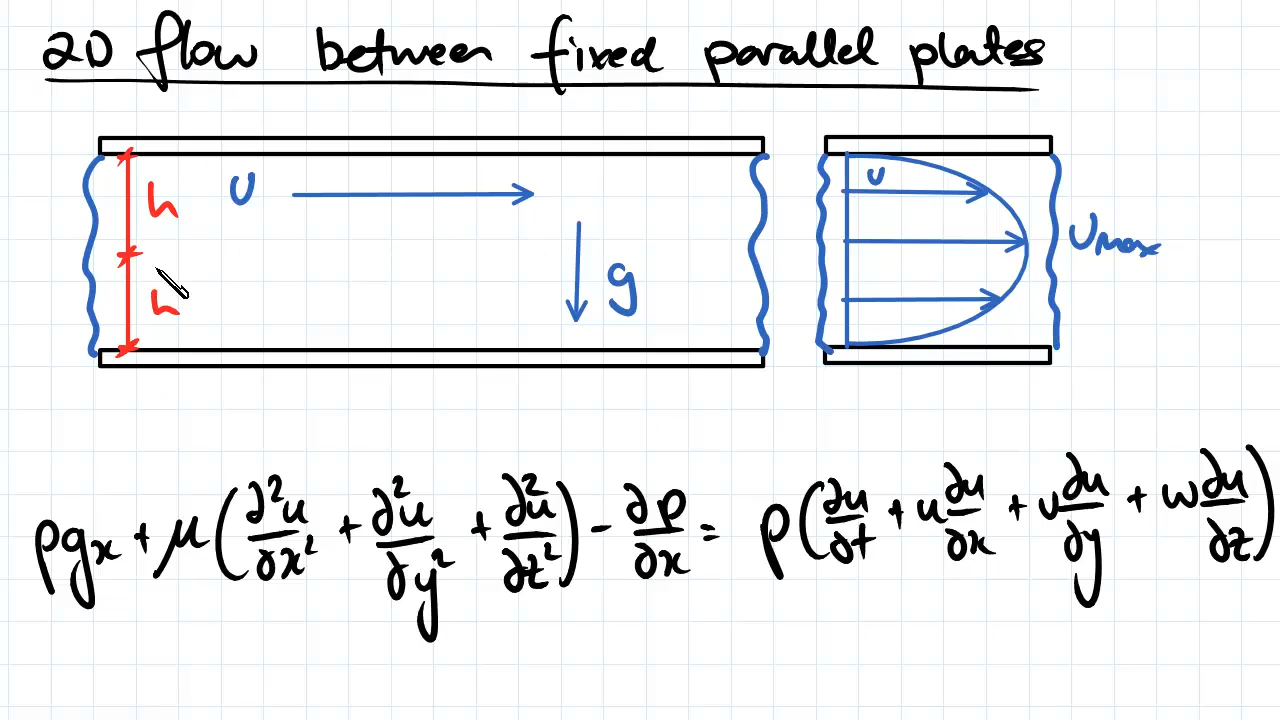 2D flow between fixed parallel plates
h
U
h
g
U
Umax
ρgₓ + μ(∂²u/∂x² + ∂²u/∂y² + ∂²u/∂z²) - ∂p/∂x = ρ(∂u/∂t + u ∂u/∂x + v ∂u/∂y + w ∂u/∂z)